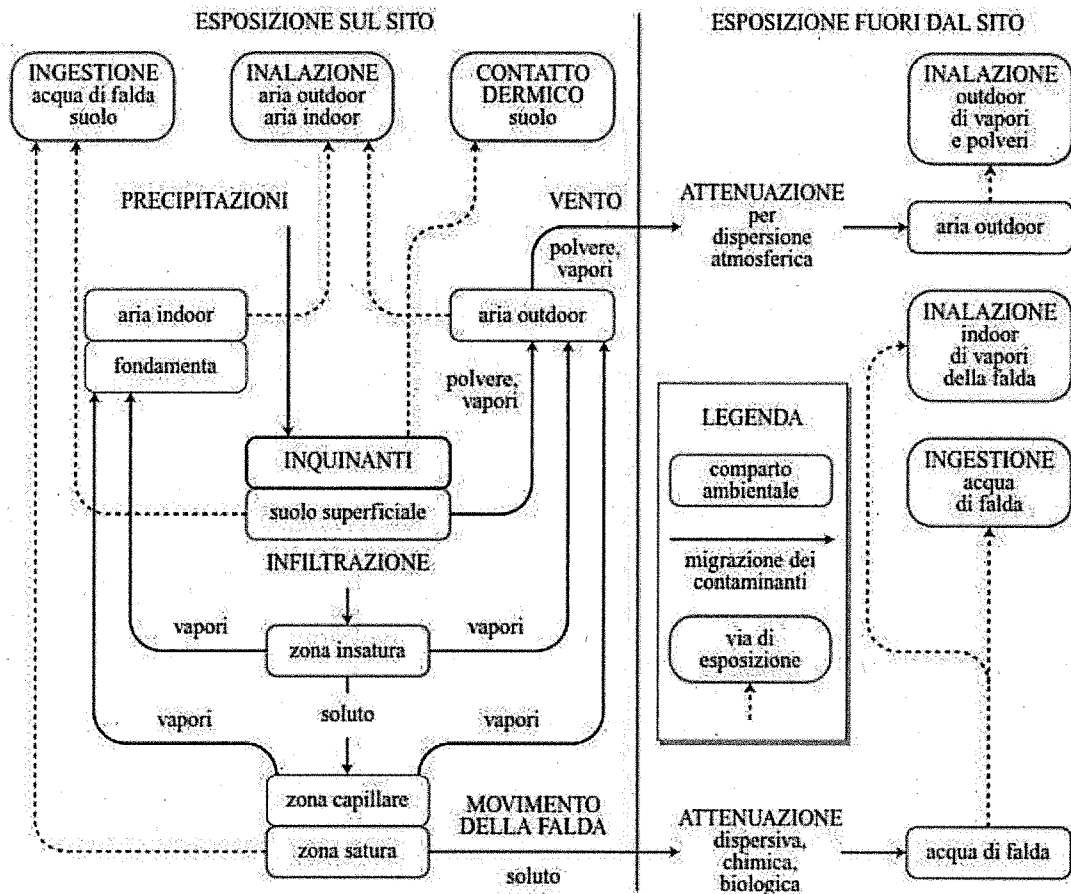 ESPOSIZIONE SUL SITO
INGESTIONE
acqua di falda
suolo
INALAZIONE
aria outdoor
aria indoor
CONTATTO
DERMICO
suolo
PRECIPITAZIONI
VENTO
polvere,
vapori
aria indoor
fondamenta
aria outdoor
polvere,
vapori
INQUINANTI
suolo superficiale
INFILTRAZIONE
vapori
zona insatura
vapori
soluto
vapori
vapori
zona capillare
zona satura
MOVIMENTO
DELLA FALDA
soluto
ESPOSIZIONE FUORI DAL SITO
INALAZIONE
outdoor
di vapori
e polveri
ATTENUAZIONE
per
dispersione
atmosferica
aria outdoor
INALAZIONE
indoor
di vapori
della falda
LEGENDA
comparto
ambientale
migrazione dei
contaminanti
via di
esposizione
INGESTIONE
acqua
di falda
ATTENUAZIONE
dispersiva,
chimica,
biologica
acqua di falda